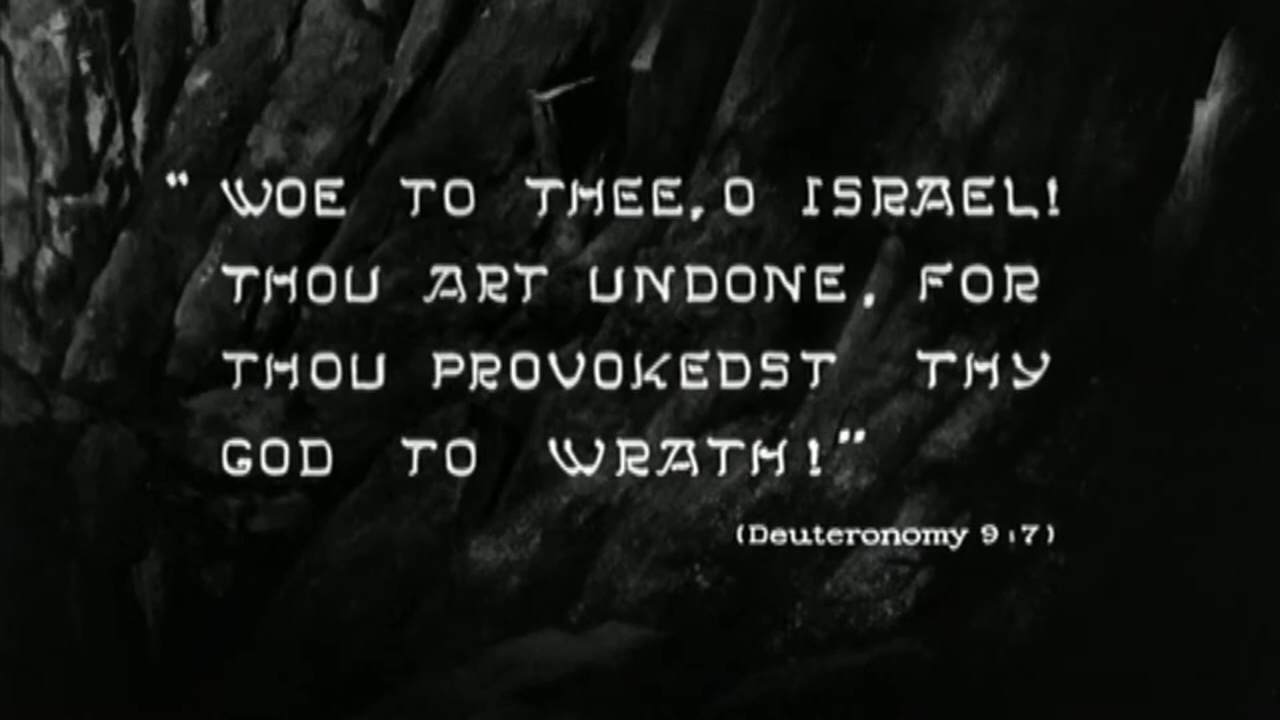 “ WOE TO THEE, O ISRAEL!
THOU ART UNDONE, FOR
THOU PROVOKEDST THY
GOD TO WRATH!”
(Deuteronomy 9:7)